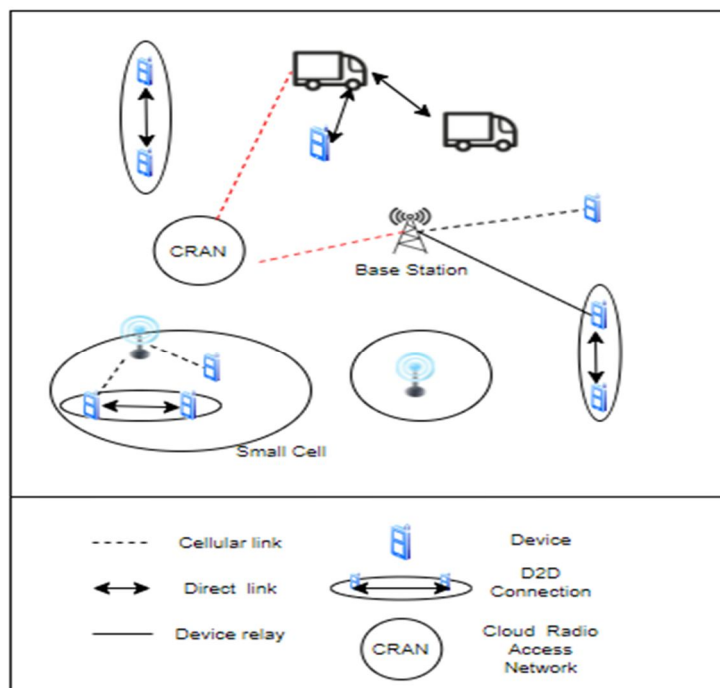 CRAN
Base Station
Small Cell
Cellular link
Device
Direct link
D2D
Connection
Device relay
CRAN
Cloud Radio
Access
Network